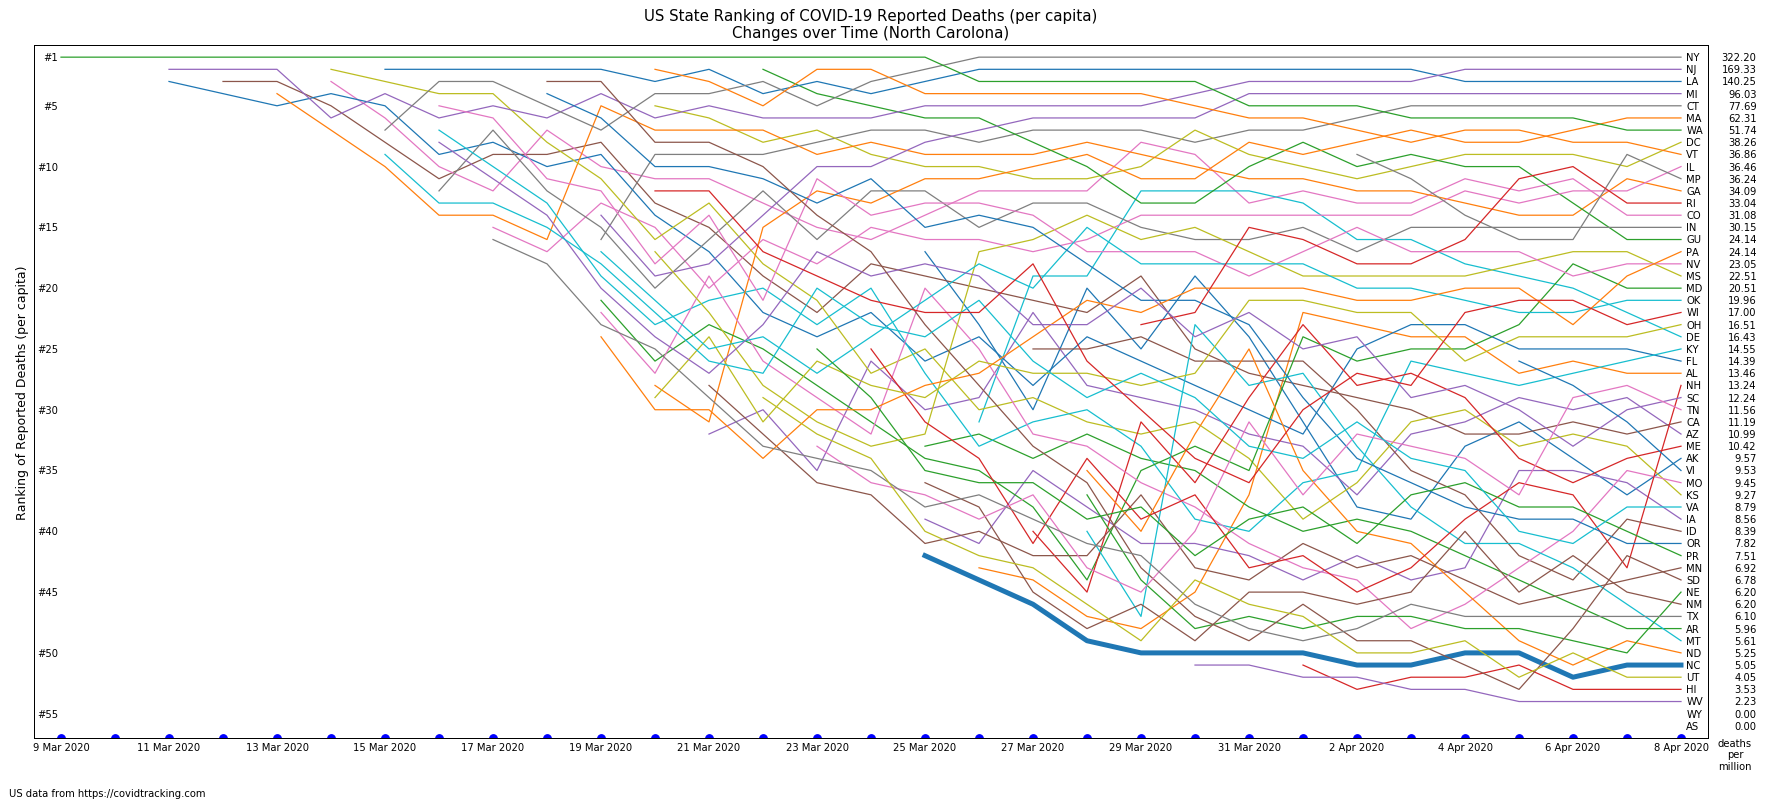 US State Ranking of COVID-19 Reported Deaths (per capita)
Changes over Time (North Carolona)
Ranking of Reported Deaths (per capita)
#1
#5
#10
#15
#20
#25
#30
#35
#40
#45
#50
#55
NY 322.20
NJ 169.33
LA 140.25
MI 96.03
CT 77.69
MA 62.31
WA 51.74
DC 38.26
VT 36.86
IL 36.46
MP 36.24
GA 34.09
RI 33.04
CO 31.08
IN 30.15
GU 24.14
PA 24.14
NV 23.05
MS 22.51
MD 20.51
OK 19.96
WI 17.00
OH 16.51
DE 16.43
KY 14.55
FL 14.39
AL 13.46
NH 13.24
SC 12.24
TN 11.56
CA 11.19
AZ 10.99
ME 10.42
AK 9.57
VI 9.53
MO 9.45
KS 9.27
VA 8.79
IA 8.56
ID 8.39
OR 7.82
PR 7.51
MN 6.92
SD 6.78
NE 6.20
NM 6.20
TX 6.10
AR 5.96
MT 5.61
ND 5.25
NC 5.05
UT 4.05
HI 3.53
WV 2.23
WY 0.00
AS 0.00
9 Mar 2020 11 Mar 2020 13 Mar 2020 15 Mar 2020 17 Mar 2020 19 Mar 2020 21 Mar 2020 23 Mar 2020 25 Mar 2020 27 Mar 2020 29 Mar 2020 31 Mar 2020 2 Apr 2020 4 Apr 2020 6 Apr 2020 8 Apr 2020
deaths
per
million
US data from https://covidtracking.com